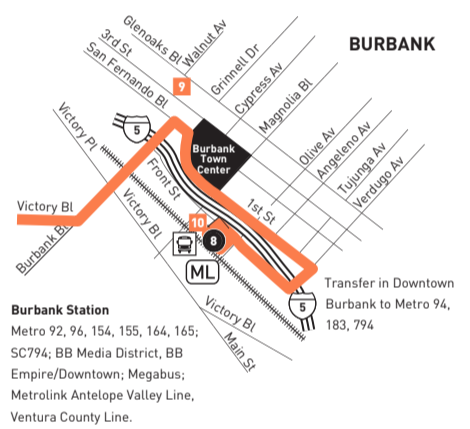 Glenoaks Bl
Walnut Av
3rd St
San Fernando Bl
Grinnell Dr
Cypress Av
Magnolia Bl
BURBANK
9
Victory Pl
5
Burbank
Town
Center
Olive Av
Angeleno Av
Tujunga Av
Verdugo Av
Front St
1st St
Victory Bl
Burbank Bl
Victory Bl
10
8
ML
5
Transfer in Downtown
Burbank to Metro 94,
183, 794
Victory Bl
Main St
Burbank Station
Metro 92, 96, 154, 155, 164, 165;
SC794; BB Media District, BB
Empire/Downtown; Megabus;
Metrolink Antelope Valley Line,
Ventura County Line.